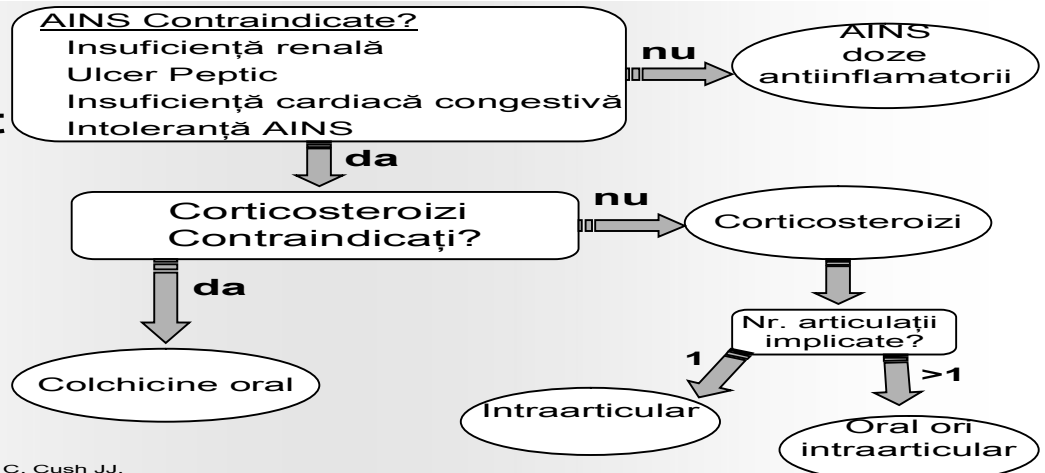 AINS Contraindicate?
Insuficiență renală
Ulcer Peptic
Insuficiență cardiacă congestivă
Intoleranță AINS
nu
AINS
doze
antiinflamatorii
da
Corticosteroizi
Contraindicați?
nu
Corticosteroizi
da
Colchicine oral
Nr. articulații
implicate?
1
>1
Intraarticular
Oral ori
intraarticular
C. Cush JJ.